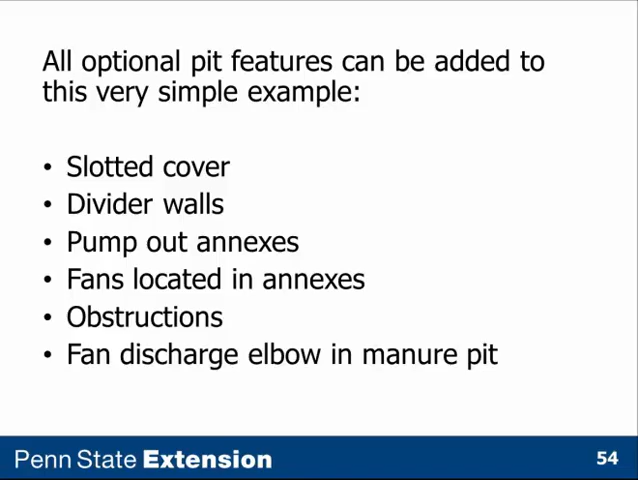 All optional pit features can be added to
this very simple example:
• Slotted cover
• Divider walls
• Pump out annexes
• Fans located in annexes
• Obstructions
• Fan discharge elbow in manure pit
Penn State Extension
54